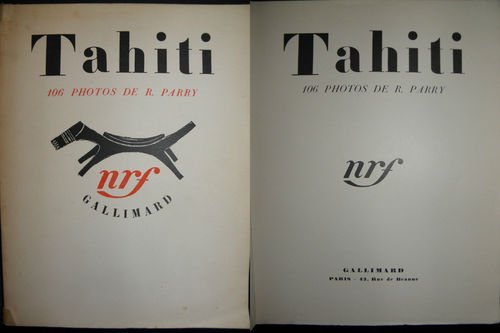 Tahiti
106 PHOTOS DE R. PARRY
nrf
GALLIMARD
Tahiti
106 PHOTOS DE R. PARRY
nrf
GALLIMARD
PARIS - 43, Rue de Beaune